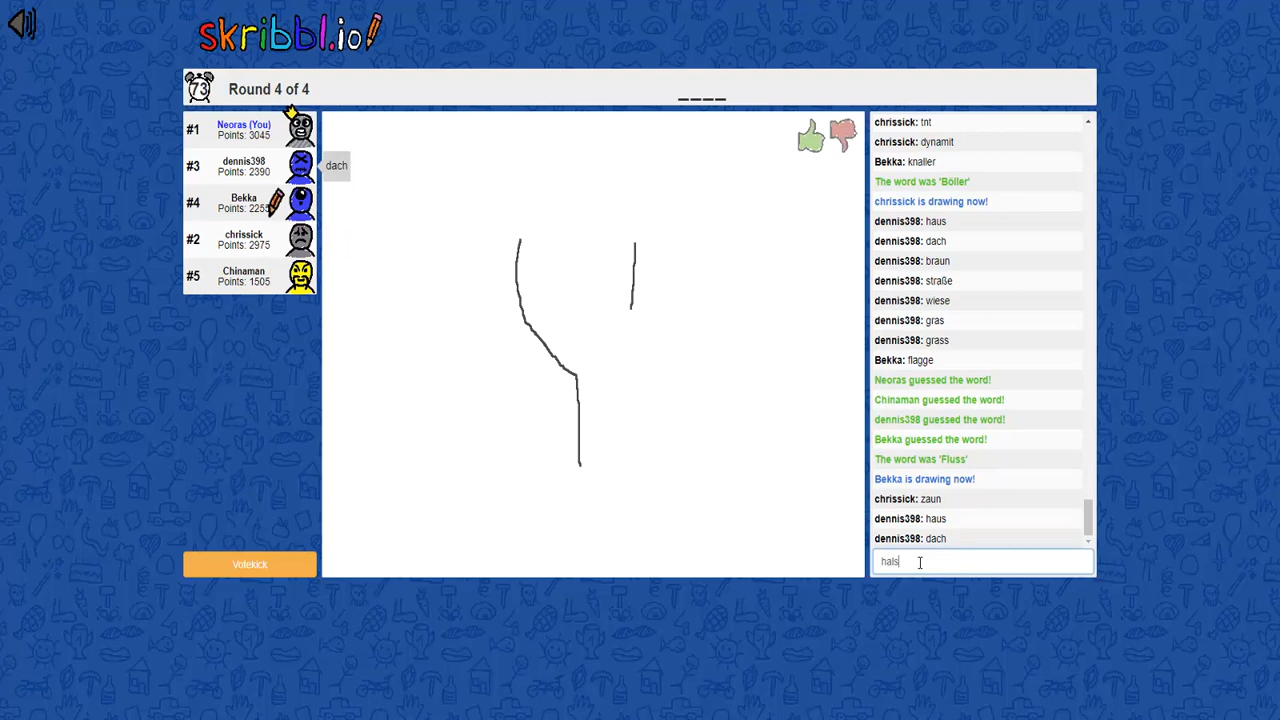 skribbl.io
73
Round 4 of 4
____
#1
Neoras (You)
Points: 3045
#3
dennis398
Points: 2390
dach
#4
Bekka
Points: 2255
#2
chrissick
Points: 2975
#5
Chinaman
Points: 1505
Votekick
chrissick: tnt
chrissick: dynamit
Bekka: knaller
The word was 'Böller'
chrissick is drawing now!
dennis398: haus
dennis398: dach
dennis398: braun
dennis398: straße
dennis398: wiese
dennis398: gras
dennis398: grass
Bekka: flagge
Neoras guessed the word!
Chinaman guessed the word!
dennis398 guessed the word!
Bekka guessed the word!
The word was 'Fluss'
Bekka is drawing now!
chrissick: zaun
dennis398: haus
dennis398: dach
hals